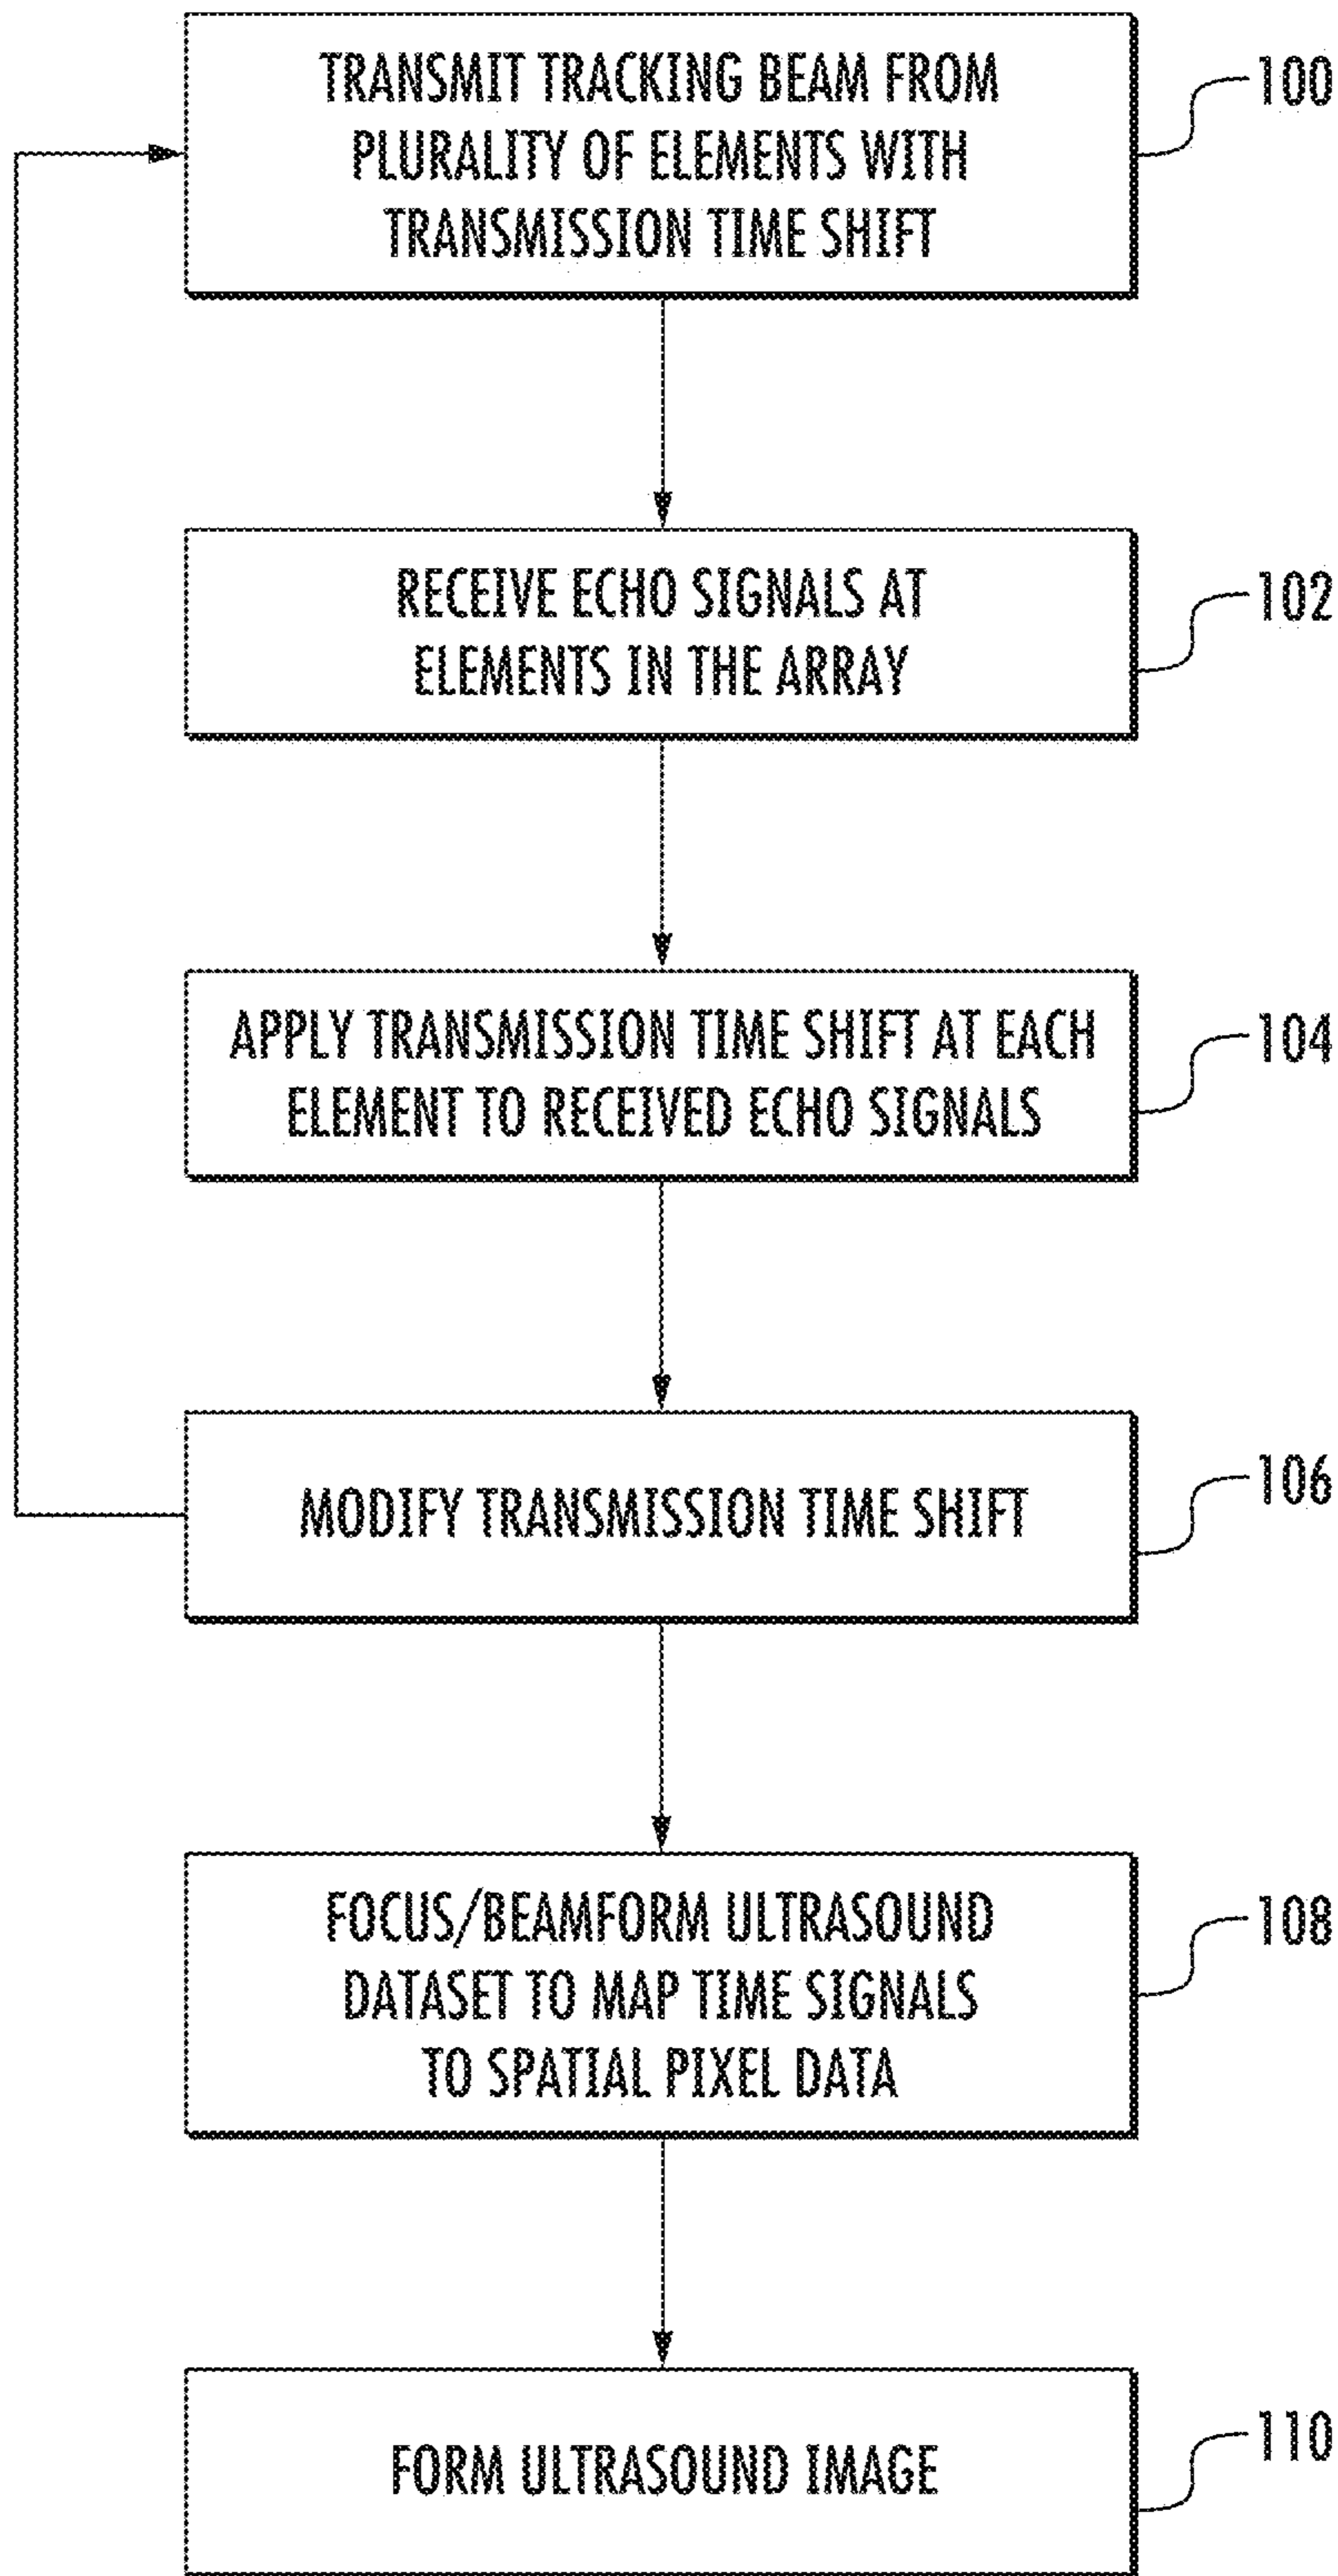 TRANSMIT TRACKING BEAM FROM
PLURALITY OF ELEMENTS WITH
TRANSMISSION TIME SHIFT
100
RECEIVE ECHO SIGNALS AT
ELEMENTS IN THE ARRAY
102
APPLY TRANSMISSION TIME SHIFT AT EACH
ELEMENT TO RECEIVED ECHO SIGNALS
104
MODIFY TRANSMISSION TIME SHIFT
106
FOCUS/BEAMFORM ULTRASOUND
DATASET TO MAP TIME SIGNALS
TO SPATIAL PIXEL DATA
108
FORM ULTRASOUND IMAGE
110